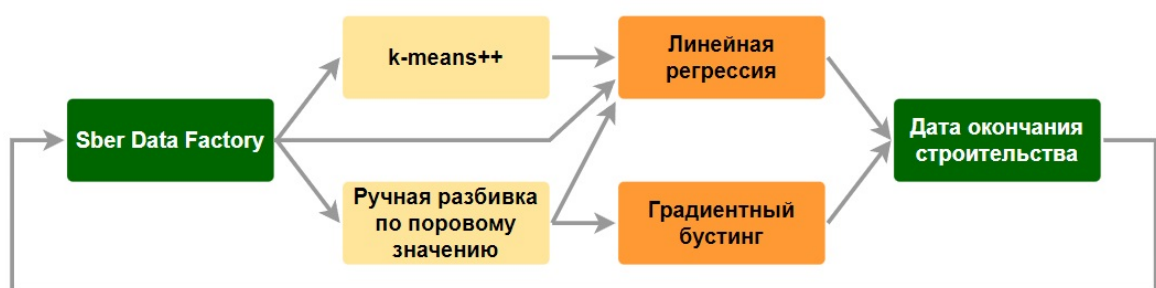 k-means++
Линейная
регрессия
Sber Data Factory
Дата окончания
строительства
Ручная разбивка
по поровому
значению
Градиентный
бустинг